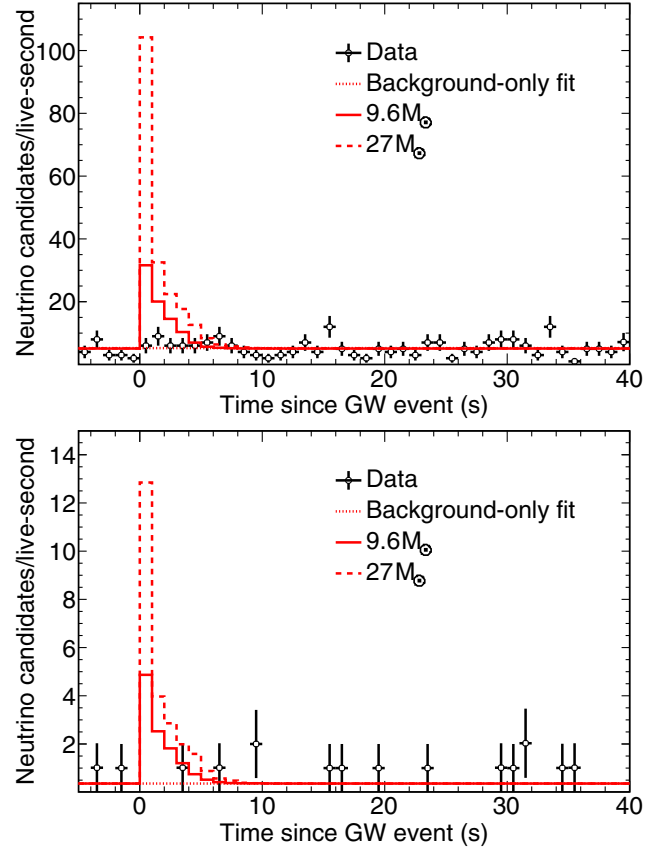 Neutrino candidates/live-second
100
80
60
40
20
Data
Background-only fit
9.6M☉
27M☉
0 10 20 30 40
Time since GW event (s)
Neutrino candidates/live-second
14
12
10
8
6
4
2
Data
Background-only fit
9.6M☉
27M☉
0 10 20 30 40
Time since GW event (s)